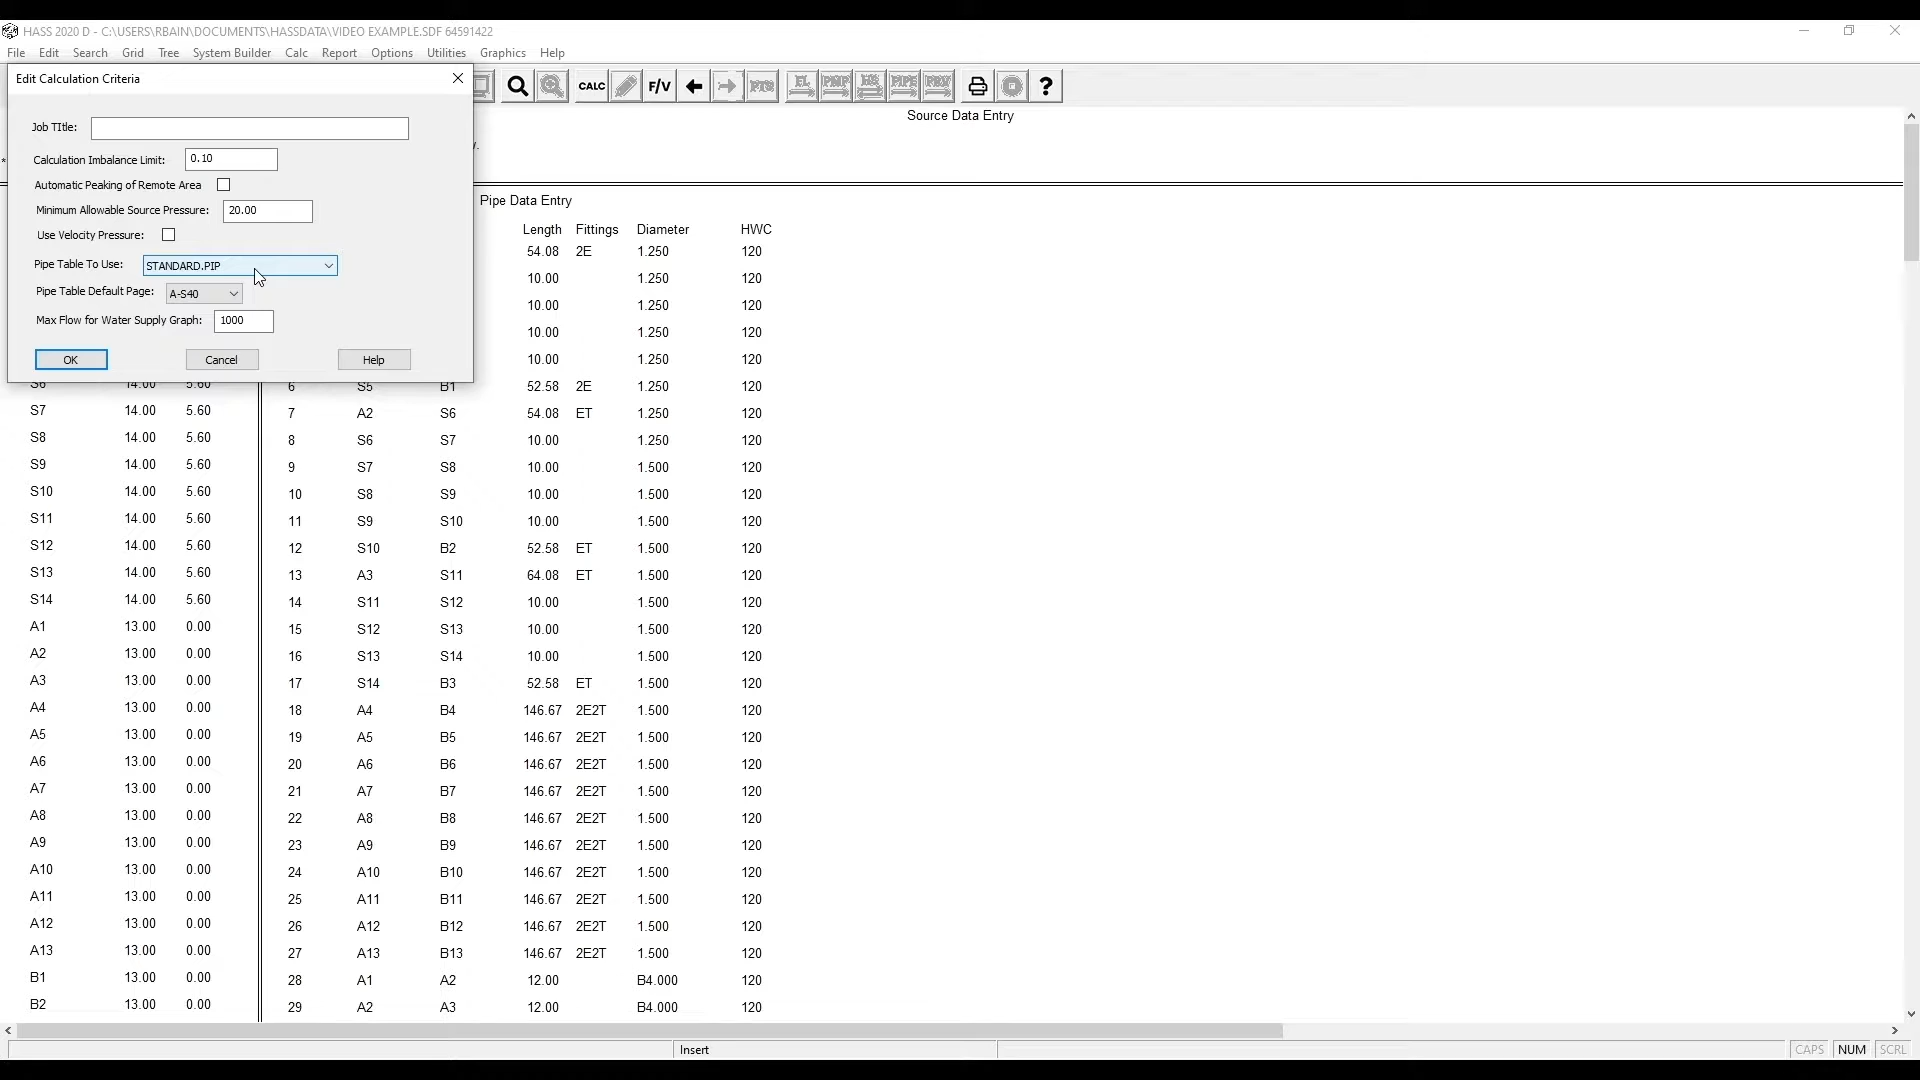 HASS 2020 D - C:\USERS\RBAIN\DOCUMENTS\HASSDATA\VIDEO EXAMPLE.SDF 64591422
File Edit Search Grid Tree System Builder Calc Report Options Utilities Graphics Help
Edit Calculation Criteria
CALC F/V PTS FL PMP HS PIPE PRV ?
Source Data Entry
Job TItle:
Calculation Imbalance Limit: 0.10
Automatic Peaking of Remote Area
Minimum Allowable Source Pressure: 20.00
Use Velocity Pressure:
Pipe Table To Use: STANDARD.PIP
Pipe Table Default Page: A-S40
Max Flow for Water Supply Graph: 1000
OK Cancel Help
Pipe Data Entry
Length Fittings Diameter HWC
54.08 2E 1.250 120
10.00 1.250 120
10.00 1.250 120
10.00 1.250 120
10.00 1.250 120
S6 14.00 5.60 6 S5 B1 52.58 2E 1.250 120
S7 14.00 5.60 7 A2 S6 54.08 ET 1.250 120
S8 14.00 5.60 8 S6 S7 10.00 1.250 120
S9 14.00 5.60 9 S7 S8 10.00 1.500 120
S10 14.00 5.60 10 S8 S9 10.00 1.500 120
S11 14.00 5.60 11 S9 S10 10.00 1.500 120
S12 14.00 5.60 12 S10 B2 52.58 ET 1.500 120
S13 14.00 5.60 13 A3 S11 64.08 ET 1.500 120
S14 14.00 5.60 14 S11 S12 10.00 1.500 120
A1 13.00 0.00 15 S12 S13 10.00 1.500 120
A2 13.00 0.00 16 S13 S14 10.00 1.500 120
A3 13.00 0.00 17 S14 B3 52.58 ET 1.500 120
A4 13.00 0.00 18 A4 B4 146.67 2E2T 1.500 120
A5 13.00 0.00 19 A5 B5 146.67 2E2T 1.500 120
A6 13.00 0.00 20 A6 B6 146.67 2E2T 1.500 120
A7 13.00 0.00 21 A7 B7 146.67 2E2T 1.500 120
A8 13.00 0.00 22 A8 B8 146.67 2E2T 1.500 120
A9 13.00 0.00 23 A9 B9 146.67 2E2T 1.500 120
A10 13.00 0.00 24 A10 B10 146.67 2E2T 1.500 120
A11 13.00 0.00 25 A11 B11 146.67 2E2T 1.500 120
A12 13.00 0.00 26 A12 B12 146.67 2E2T 1.500 120
A13 13.00 0.00 27 A13 B13 146.67 2E2T 1.500 120
B1 13.00 0.00 28 A1 A2 12.00 B4.000 120
B2 13.00 0.00 29 A2 A3 12.00 B4.000 120
Insert CAPS NUM SCRL